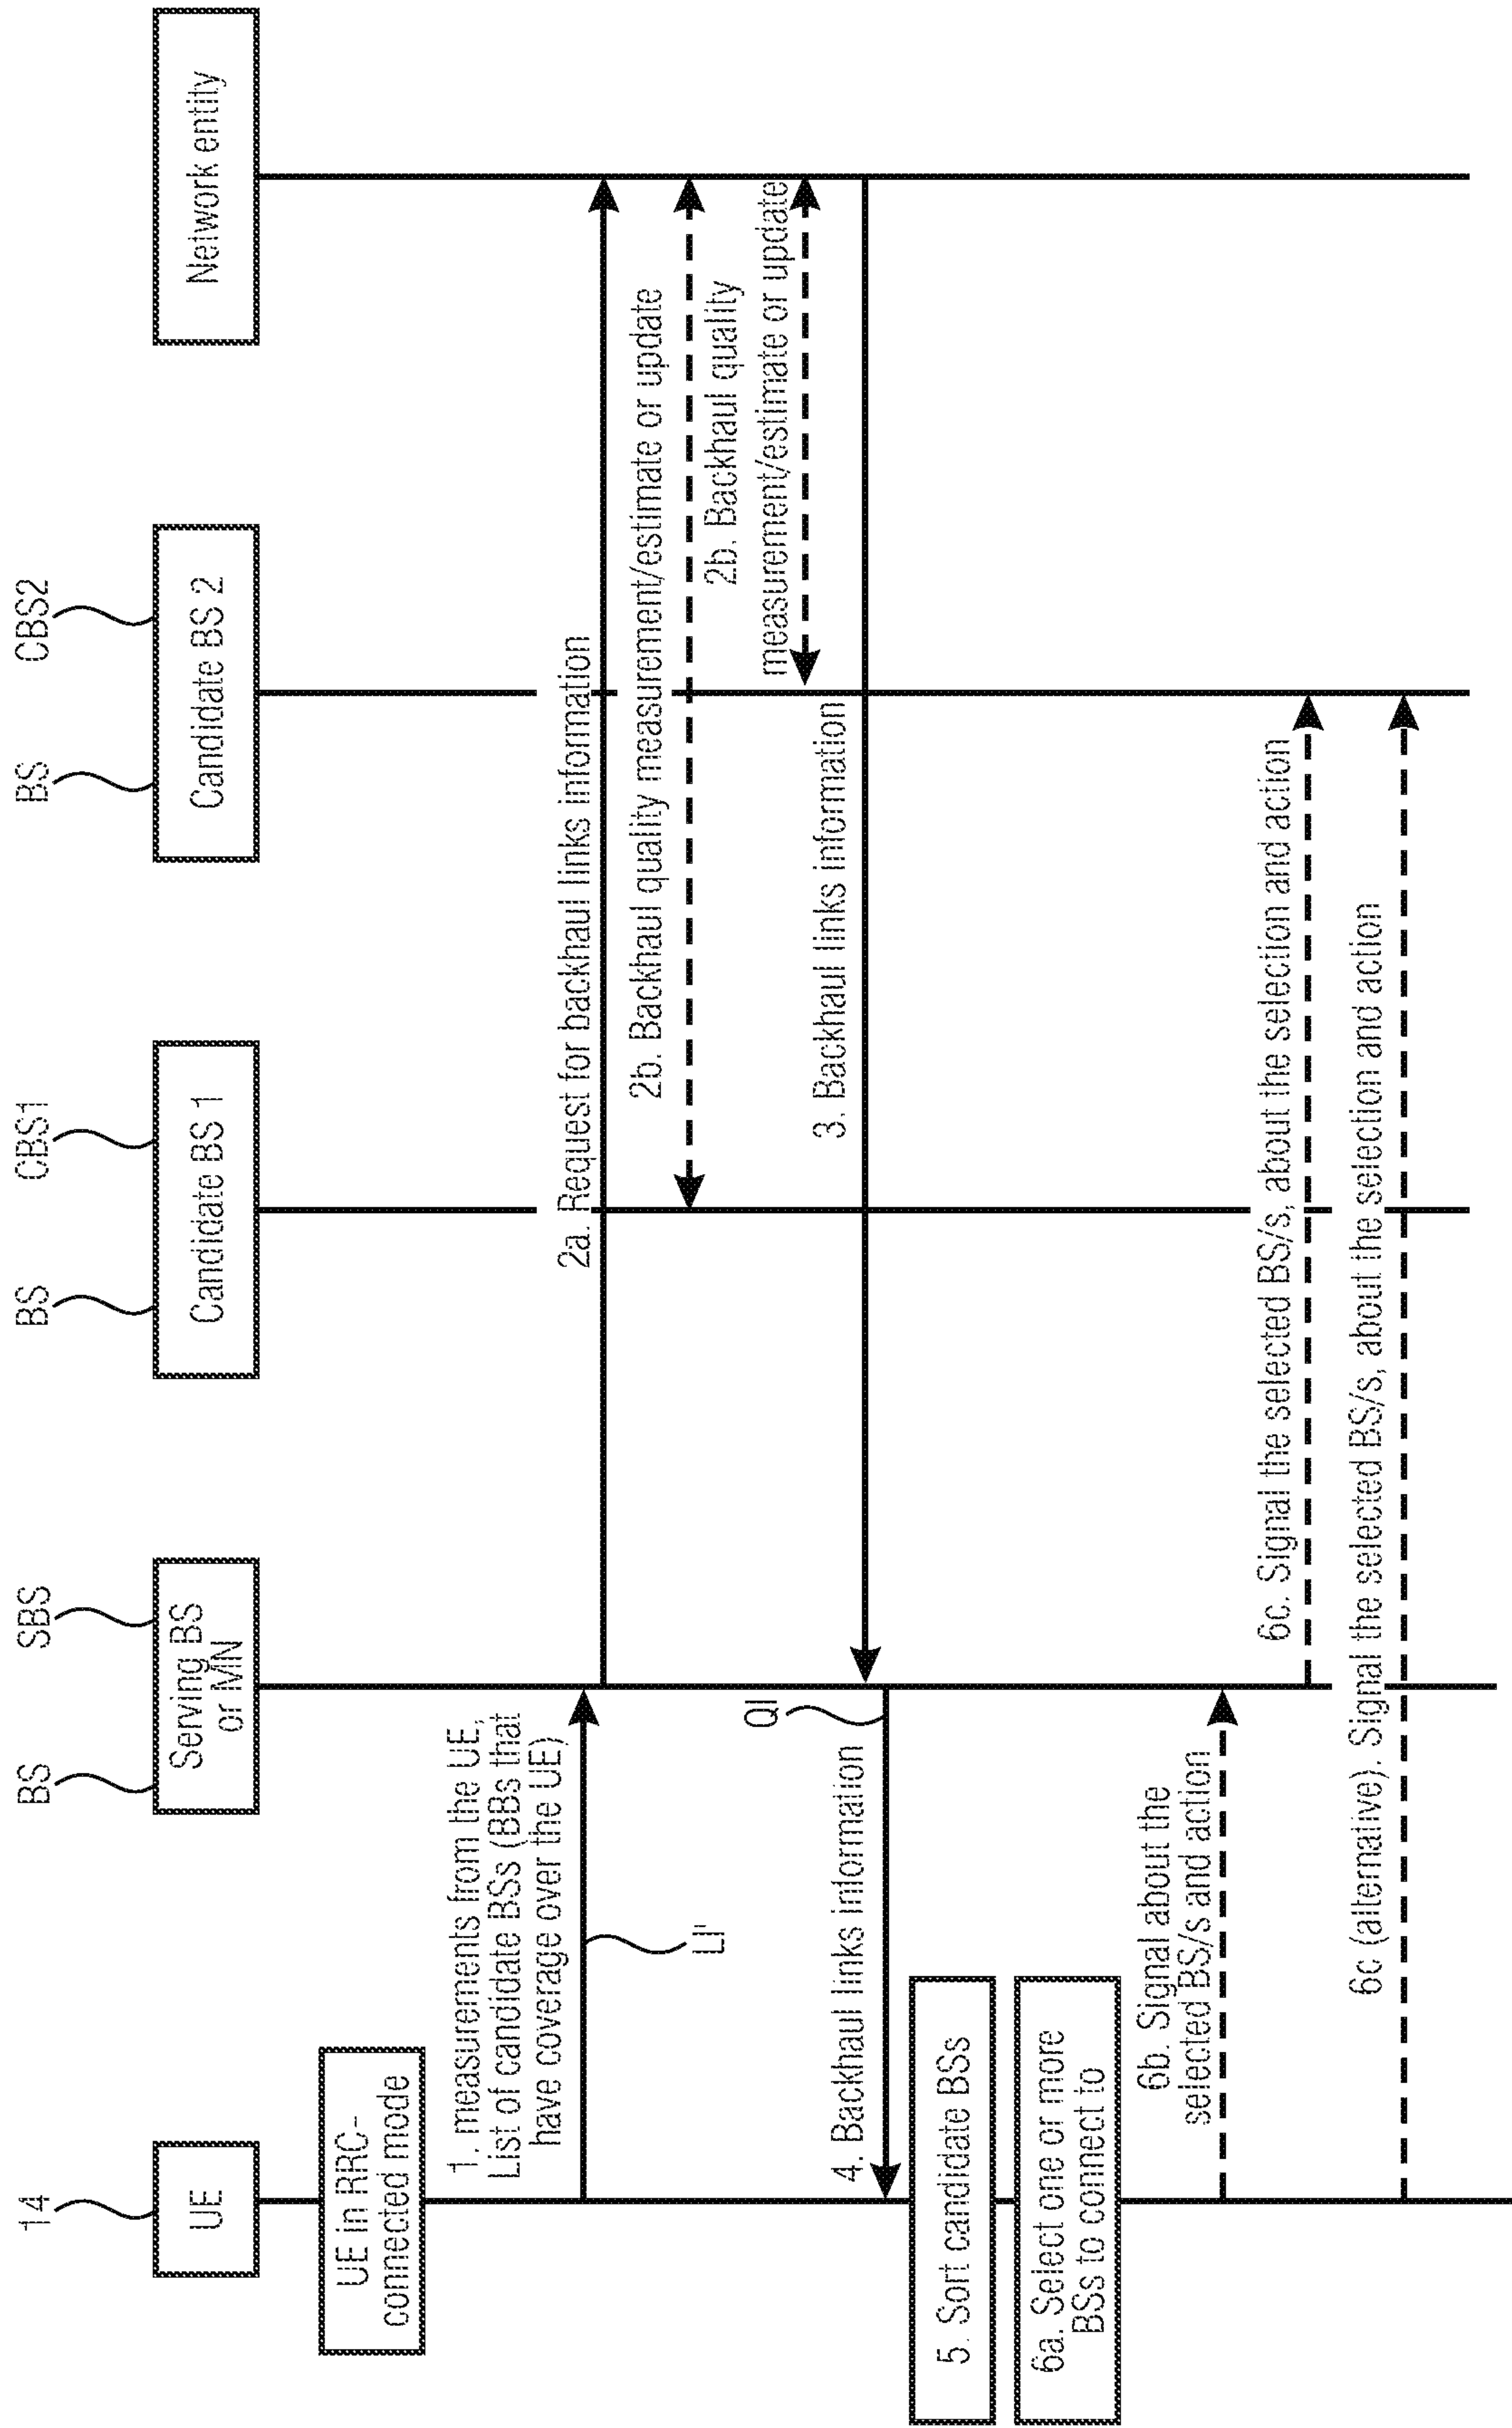 14
UE
BS
SBS
Serving BS
or MN
BS
CBS1
Candidate BS 1
BS
CBS2
Candidate BS 2
Network entity
UE in RRC-
connected mode
1. measurements from the UE,
List of candidate BSs (BBs that
have coverage over the UE)
LI'
2a. Request for backhaul links information
2b. Backhaul quality measurement/estimate or update
2b. Backhaul quality
measurement/estimate or update
3. Backhaul links information
QI
4. Backhaul links information
5. Sort candidate BSs
6a. Select one or more
BSs to connect to
6b. Signal about the
selected BS/s and action
6c. Signal the selected BS/s, about the selection and action
6c (alternative). Signal the selected BS/s, about the selection and action